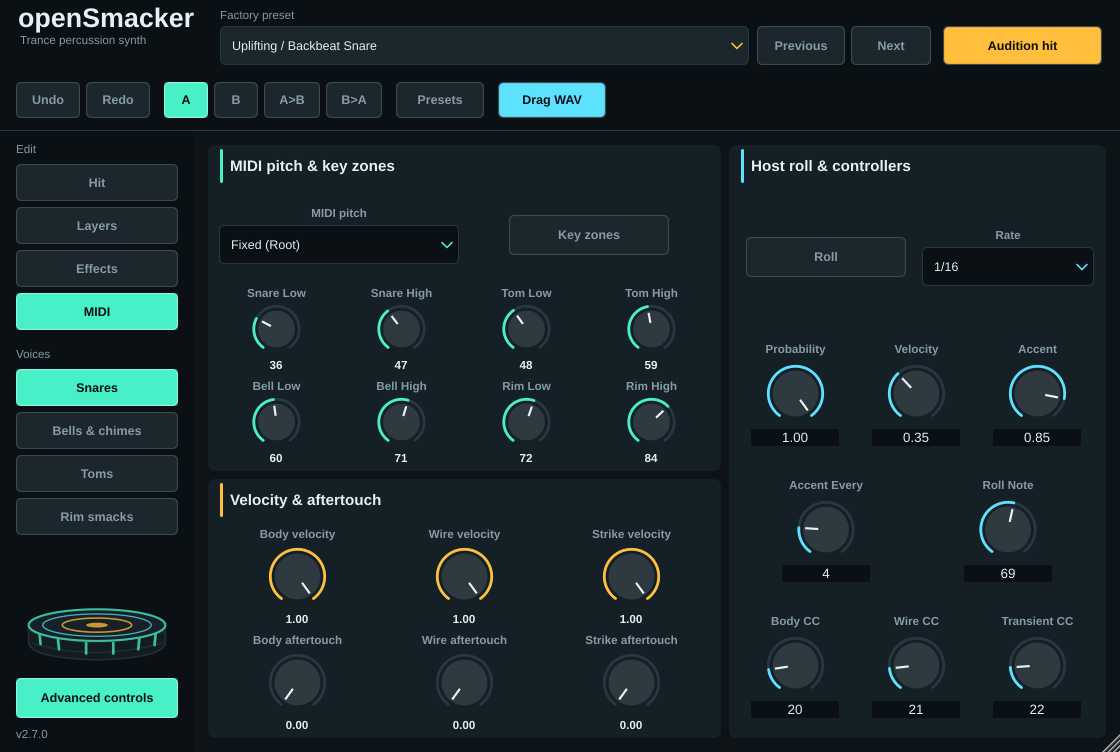 openSmacker
Trance percussion synth
Factory preset
Uplifting / Backbeat Snare
Previous
Next
Audition hit
Undo
Redo
A
B
A>B
B>A
Presets
Drag WAV
Edit
Hit
Layers
Effects
MIDI
Voices
Snares
Bells & chimes
Toms
Rim smacks
Advanced controls
v2.7.0
MIDI pitch & key zones
MIDI pitch
Fixed (Root)
Key zones
Snare Low Snare High Tom Low Tom High
36 47 48 59
Bell Low Bell High Rim Low Rim High
60 71 72 84
Velocity & aftertouch
Body velocity Wire velocity Strike velocity
1.00 1.00 1.00
Body aftertouch Wire aftertouch Strike aftertouch
0.00 0.00 0.00
Host roll & controllers
Roll
Rate
1/16
Probability Velocity Accent
1.00 0.35 0.85
Accent Every Roll Note
4 69
Body CC Wire CC Transient CC
20 21 22